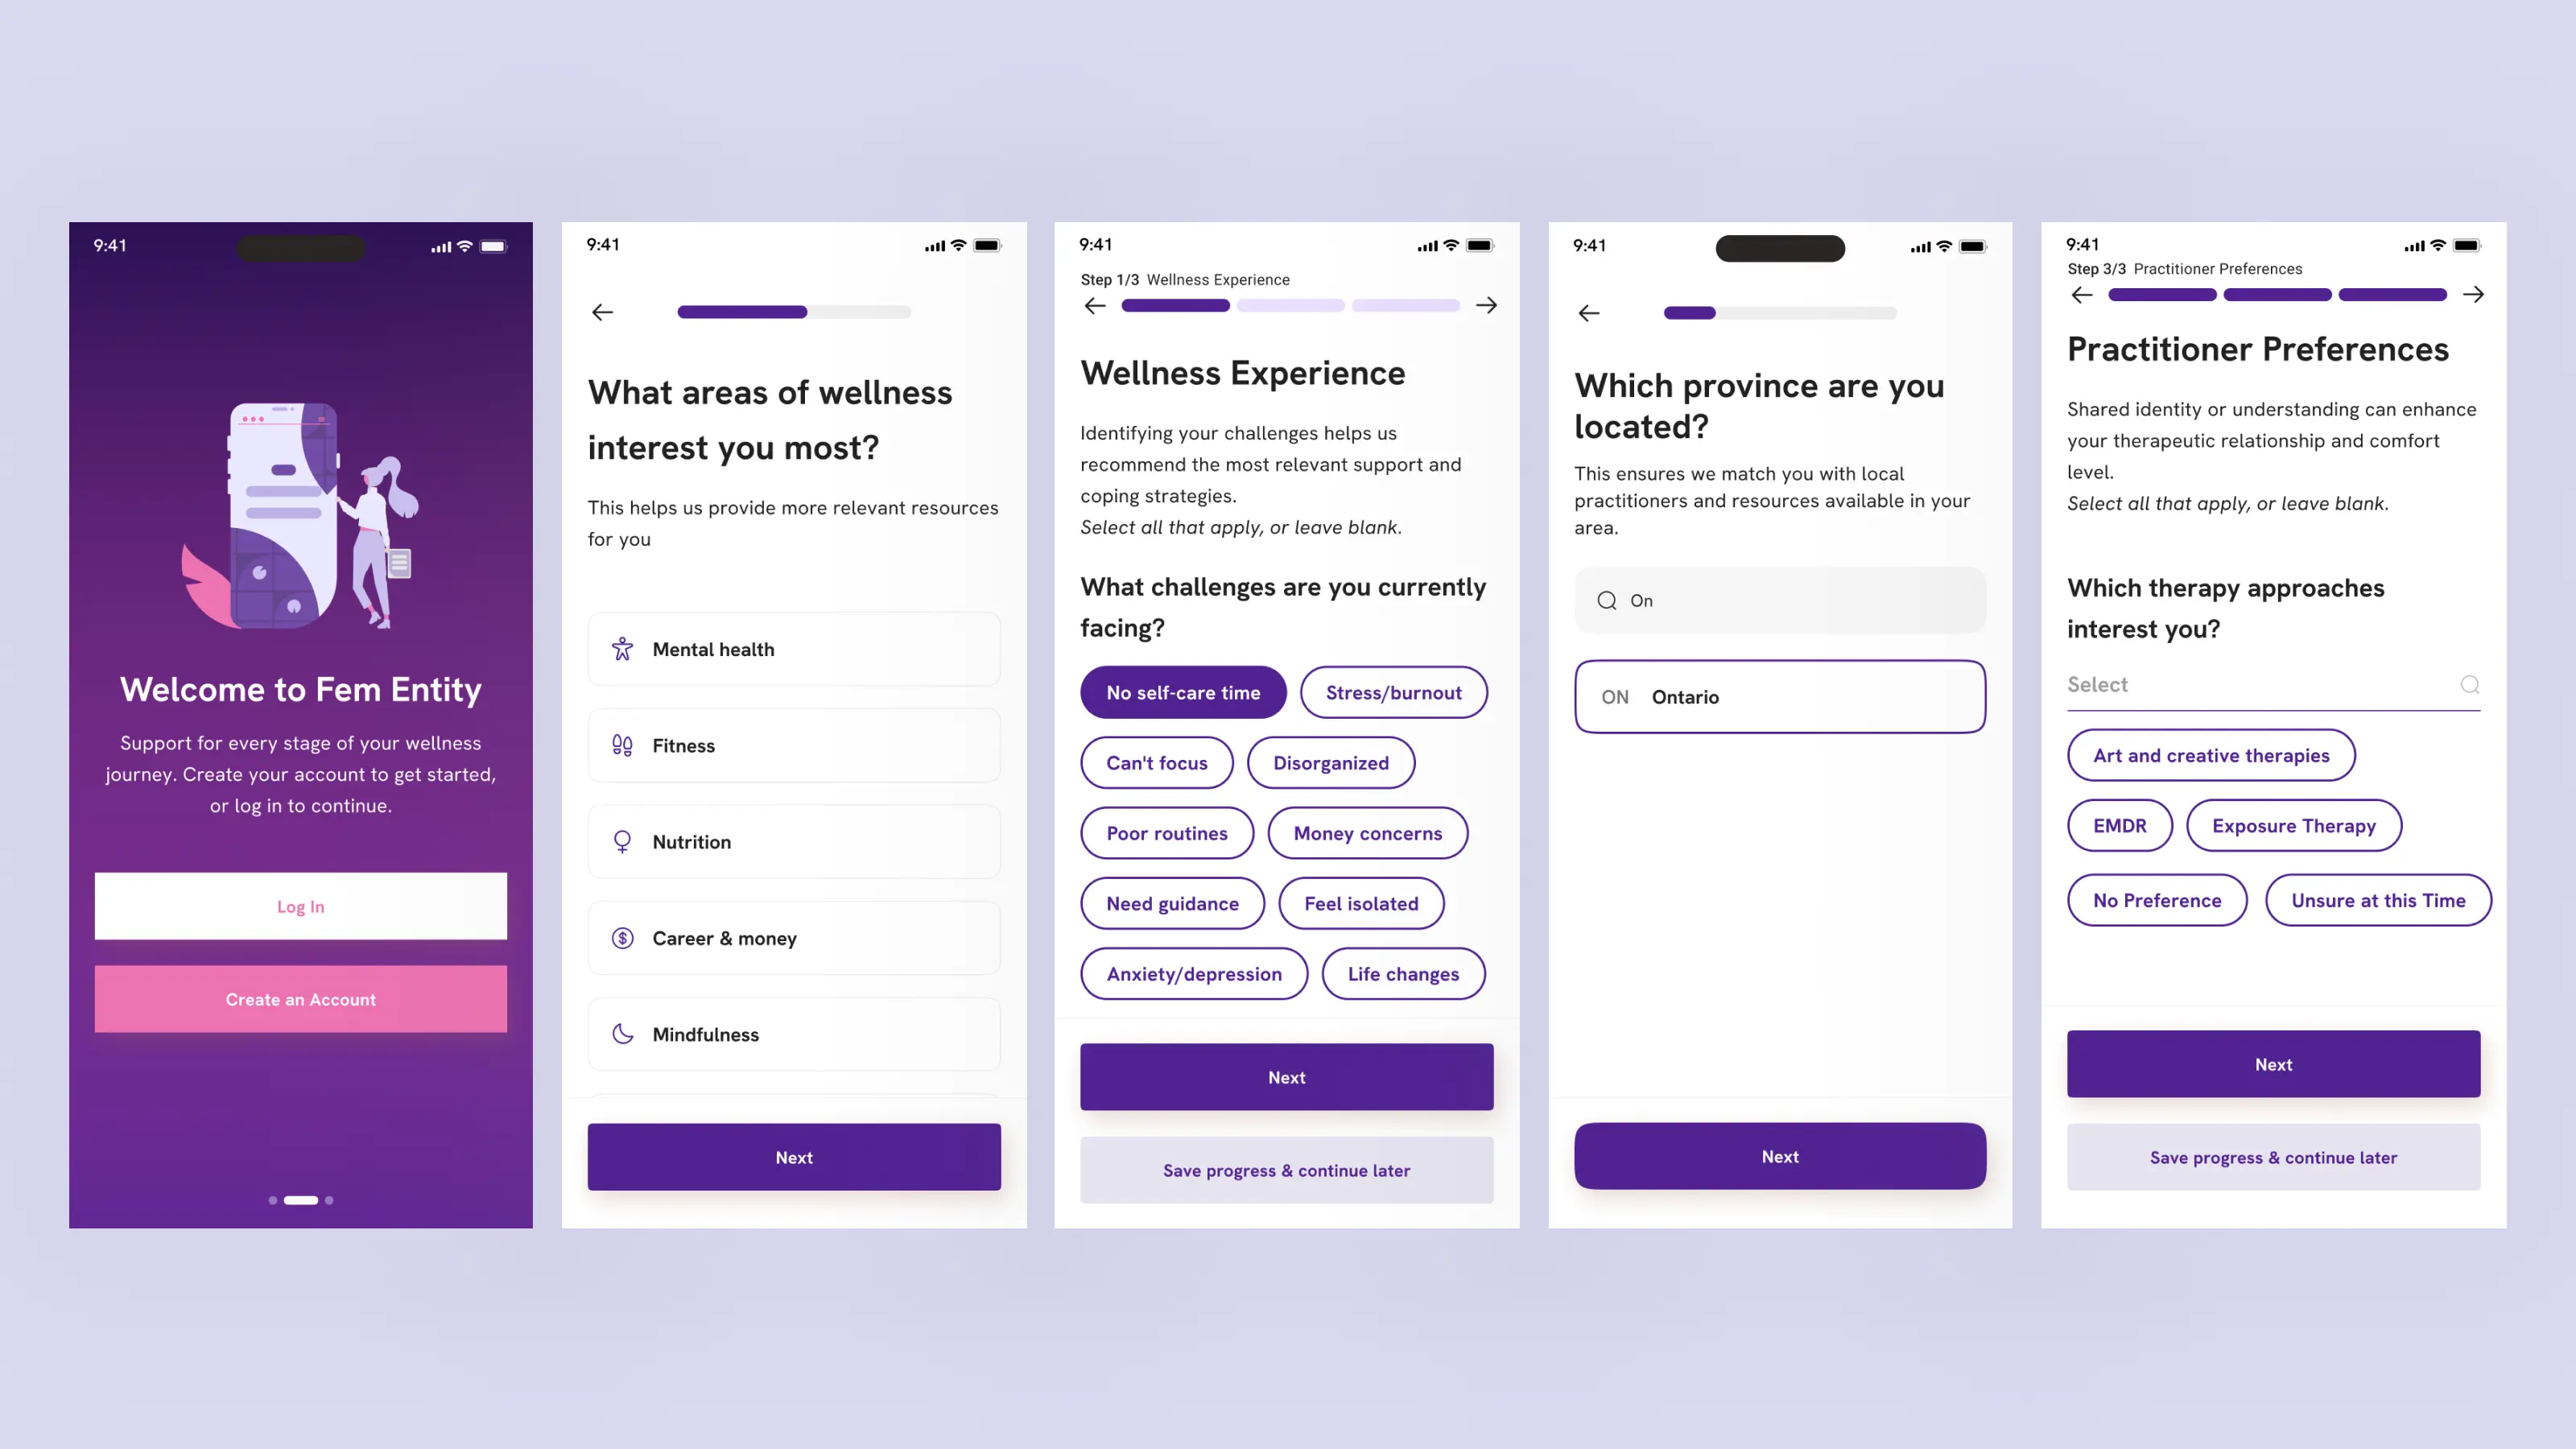 9:41
Welcome to Fem Entity
Support for every stage of your wellness
journey. Create your account to get started,
or log in to continue.
Log In
Create an Account
9:41
What areas of wellness
interest you most?
This helps us provide more relevant resources
for you
Mental health
Fitness
Nutrition
Career & money
Mindfulness
Next
9:41
Step 1/3 Wellness Experience
Wellness Experience
Identifying your challenges helps us
recommend the most relevant support and
coping strategies.
Select all that apply, or leave blank.
What challenges are you currently
facing?
No self-care time
Stress/burnout
Can't focus
Disorganized
Poor routines
Money concerns
Need guidance
Feel isolated
Anxiety/depression
Life changes
Next
Save progress & continue later
9:41
Which province are you
located?
This ensures we match you with local
practitioners and resources available in your
area.
On
ON Ontario
Next
9:41
Step 3/3 Practitioner Preferences
Practitioner Preferences
Shared identity or understanding can enhance
your therapeutic relationship and comfort
level.
Select all that apply, or leave blank.
Which therapy approaches
interest you?
Select
Art and creative therapies
EMDR
Exposure Therapy
No Preference
Unsure at this Time
Next
Save progress & continue later